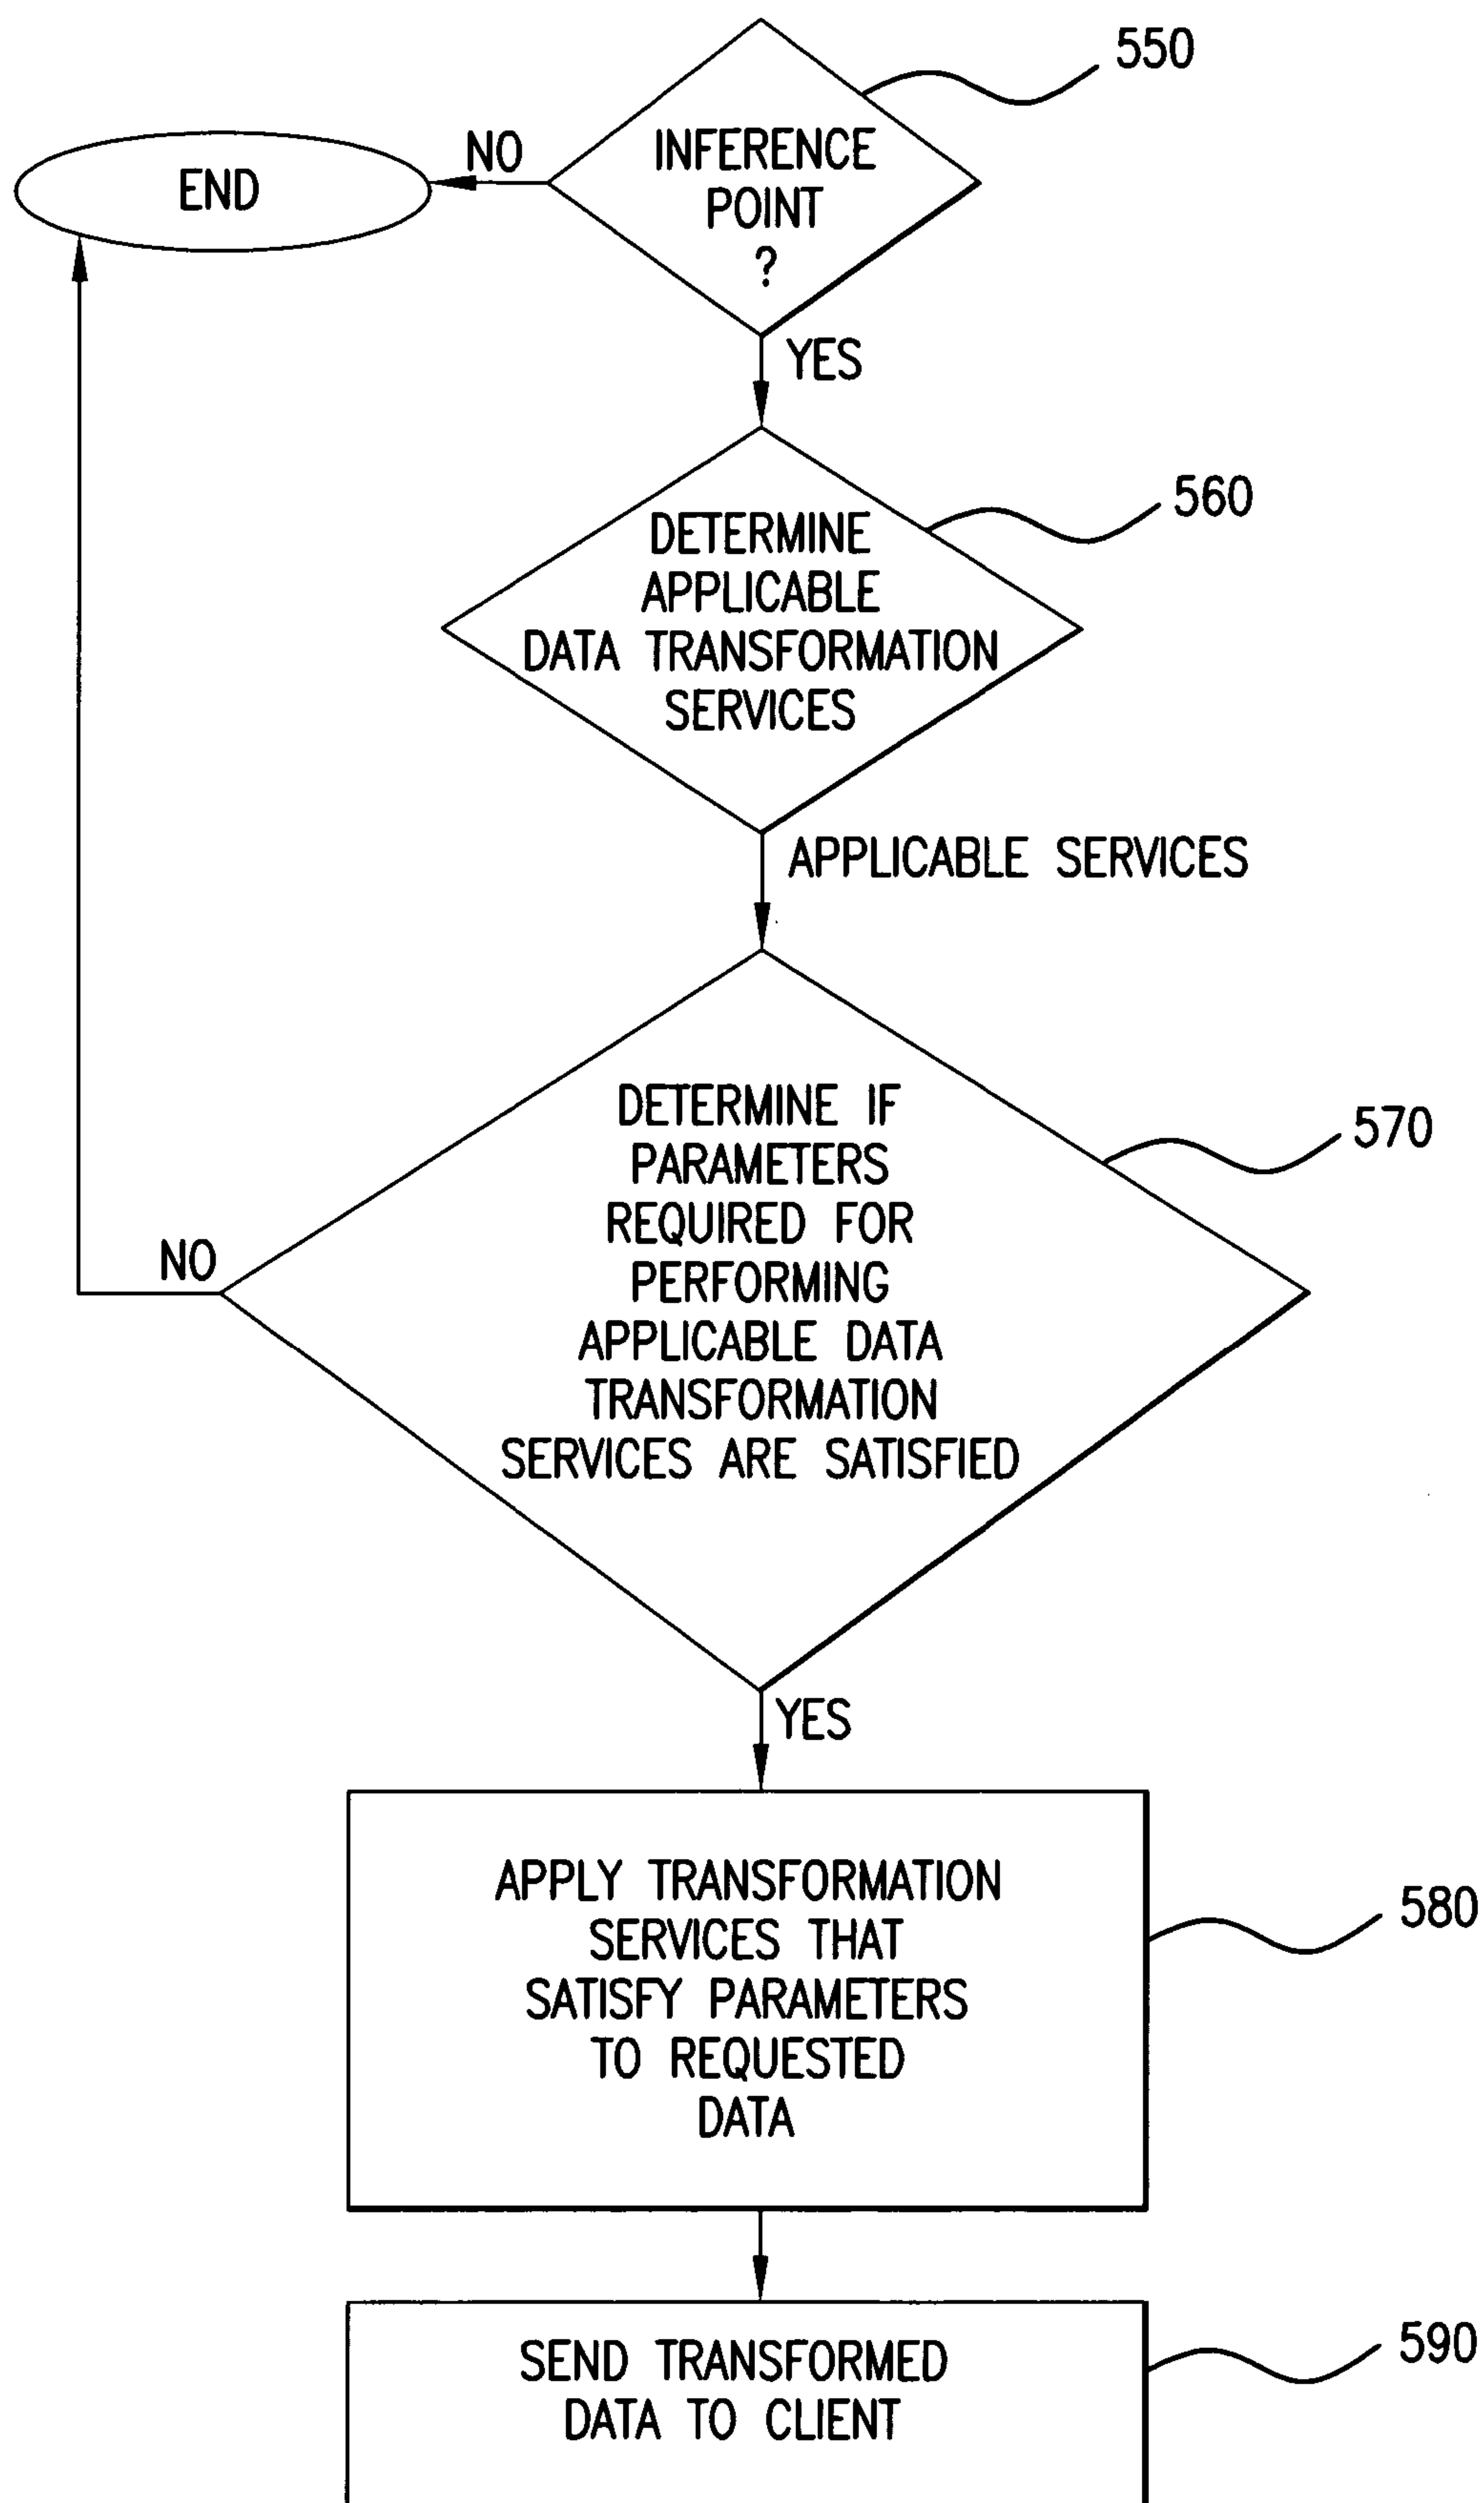 550
INFERENCE
POINT
?
NO
END
YES
560
DETERMINE
APPLICABLE
DATA TRANSFORMATION
SERVICES
APPLICABLE SERVICES
570
DETERMINE IF
PARAMETERS
REQUIRED FOR
PERFORMING
APPLICABLE DATA
TRANSFORMATION
SERVICES ARE SATISFIED
NO
YES
580
APPLY TRANSFORMATION
SERVICES THAT
SATISFY PARAMETERS
TO REQUESTED
DATA
590
SEND TRANSFORMED
DATA TO CLIENT